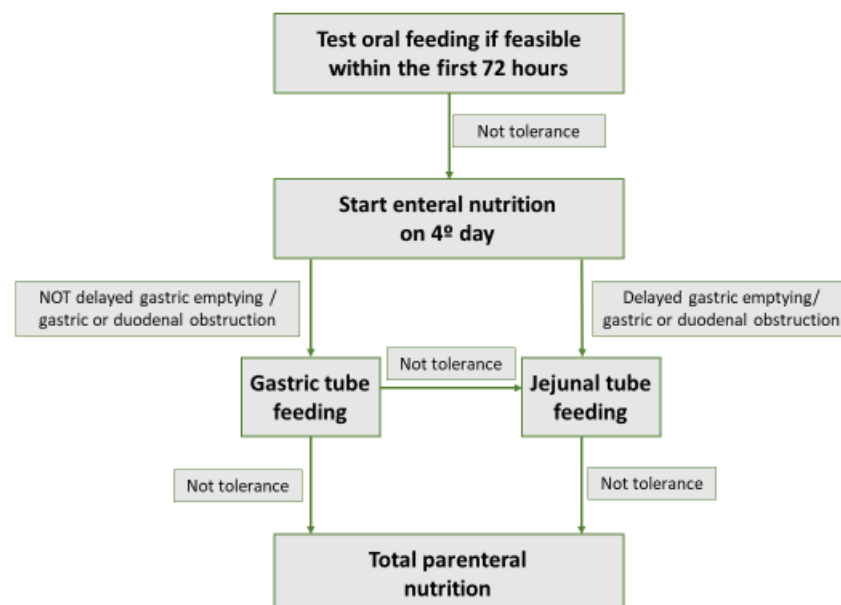 Test oral feeding if feasible
within the first 72 hours
Not tolerance
Start enteral nutrition
on 4º day
NOT delayed gastric emptying /
gastric or duodenal obstruction
Delayed gastric emptying/
gastric or duodenal obstruction
Not tolerance
Gastric tube
feeding
Jejunal tube
feeding
Not tolerance
Not tolerance
Total parenteral
nutrition